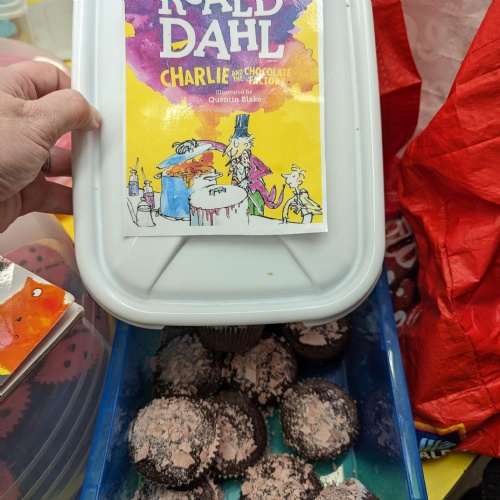 ROALD
DAHL
CHARLIE AND THE CHOCOLATE FACTORY
Illustrated by
Quentin Blake